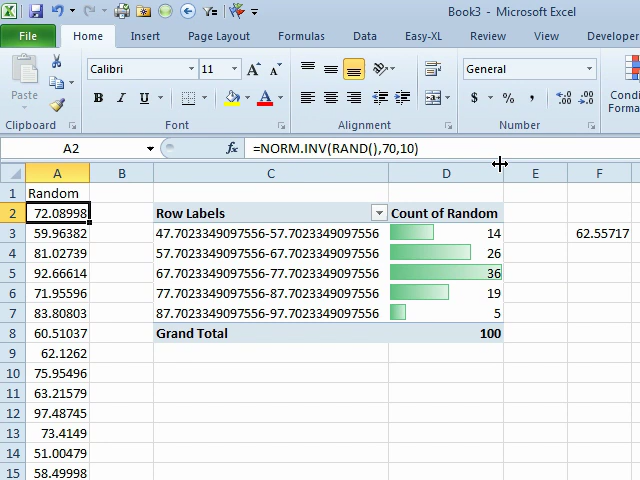 Book3 - Microsoft Excel
File Home Insert Page Layout Formulas Data Easy-XL Review View Developer
Paste Calibri 11 A A General
B I U A $ % , .0 .00 .00 .0
Clipboard Font Alignment Number
A2 fx =NORM.INV(RAND(),70,10)
A B C D E F
1 Random
2 72.08998 Row Labels Count of Random
3 59.96382 47.7023349097556-57.7023349097556 14 62.55717
4 81.02739 57.7023349097556-67.7023349097556 26
5 92.66614 67.7023349097556-77.7023349097556 36
6 71.95596 77.7023349097556-87.7023349097556 19
7 83.80803 87.7023349097556-97.7023349097556 5
8 60.51037 Grand Total 100
9 62.1262
10 75.95496
11 63.21579
12 97.48745
13 73.4149
14 51.00479
15 58.49998